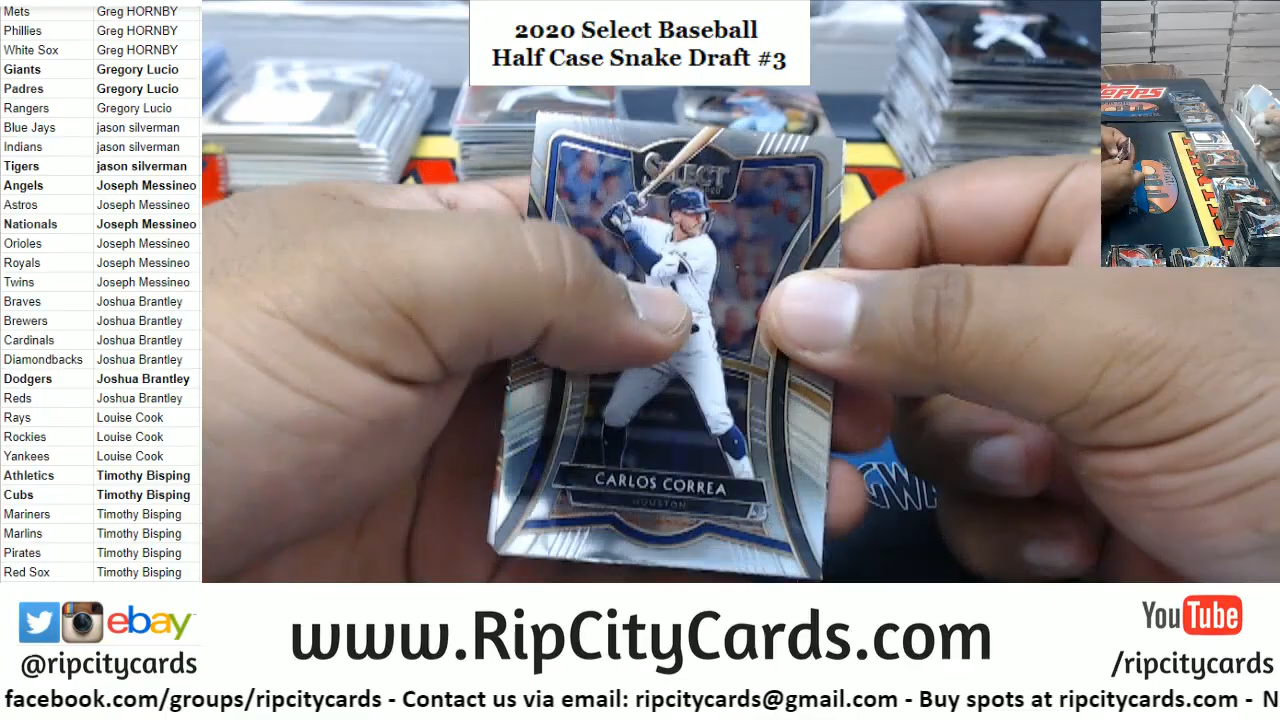 Mets Greg HORNBY
Phillies Greg HORNBY
White Sox Greg HORNBY
Giants Gregory Lucio
Padres Gregory Lucio
Rangers Gregory Lucio
Blue Jays jason silverman
Indians jason silverman
Tigers jason silverman
Angels Joseph Messineo
Astros Joseph Messineo
Nationals Joseph Messineo
Orioles Joseph Messineo
Royals Joseph Messineo
Twins Joseph Messineo
Braves Joshua Brantley
Brewers Joshua Brantley
Cardinals Joshua Brantley
Diamondbacks Joshua Brantley
Dodgers Joshua Brantley
Reds Joshua Brantley
Rays Louise Cook
Rockies Louise Cook
Yankees Louise Cook
Athletics Timothy Bisping
Cubs Timothy Bisping
Mariners Timothy Bisping
Marlins Timothy Bisping
Pirates Timothy Bisping
Red Sox Timothy Bisping
2020 Select Baseball
Half Case Snake Draft #3
SELECT
CARLOS CORREA
HOUSTON
ebay
@ripcitycards
www.RipCityCards.com
YouTube
/ripcitycards
facebook.com/groups/ripcitycards - Contact us via email: ripcitycards@gmail.com - Buy spots at ripcitycards.com - N